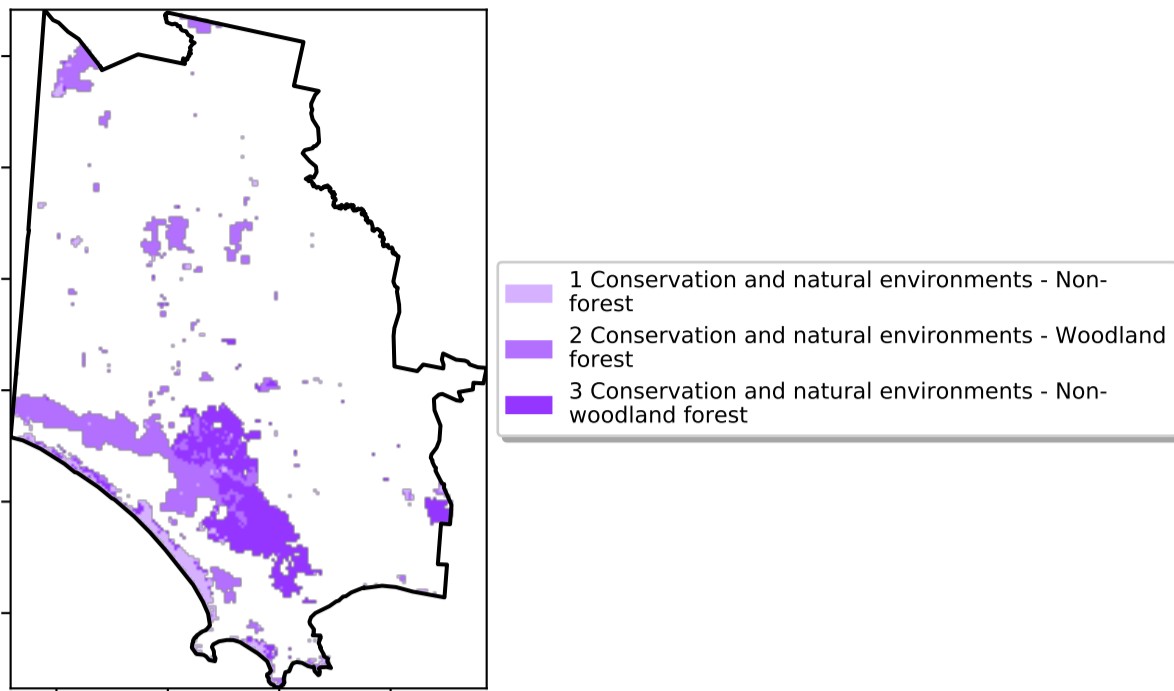 1 Conservation and natural environments - Non-
forest
2 Conservation and natural environments - Woodland
forest
3 Conservation and natural environments - Non-
woodland forest